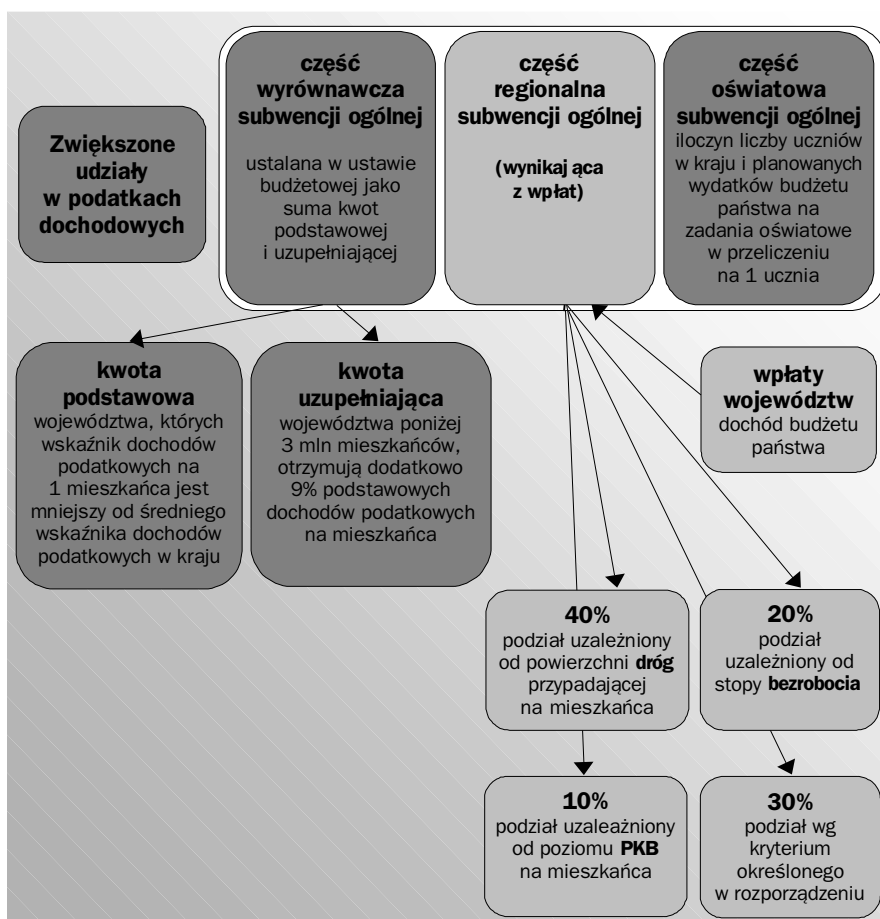 Zwiększone
udziały
w podatkach
dochodowych
część
wyrównawcza
subwencji ogólnej
ustalana w ustawie
budżetowej jako
suma kwot
podstawowej
i uzupełniającej
część
regionalna
subwencji ogólnej
(wynikająca
z wpłat)
część
oświatowa
subwencji ogólnej
iloczyn liczby uczniów
w kraju i planowanych
wydatków budżetu
państwa na
zadania oświatowe
w przeliczeniu
na 1 ucznia
kwota
podstawowa
województwa, których
wskaźnik dochodów
podatkowych na
1 mieszkańca jest
mniejszy od średniego
wskaźnika dochodów
podatkowych w kraju
kwota
uzupełniająca
województwa poniżej
3 mln mieszkańców,
otrzymują dodatkowo
9% podstawowych
dochodów podatkowych
na mieszkańca
wpłaty
województw
dochód budżetu
państwa
40%
podział uzależniony
od powierzchni dróg
przypadającej
na mieszkańca
20%
podział
uzależniony od
stopy bezrobocia
10%
podział uzaleażniony
od poziomu PKB
na mieszkańca
30%
podział wg
kryterium
określonego
w rozporządzeniu